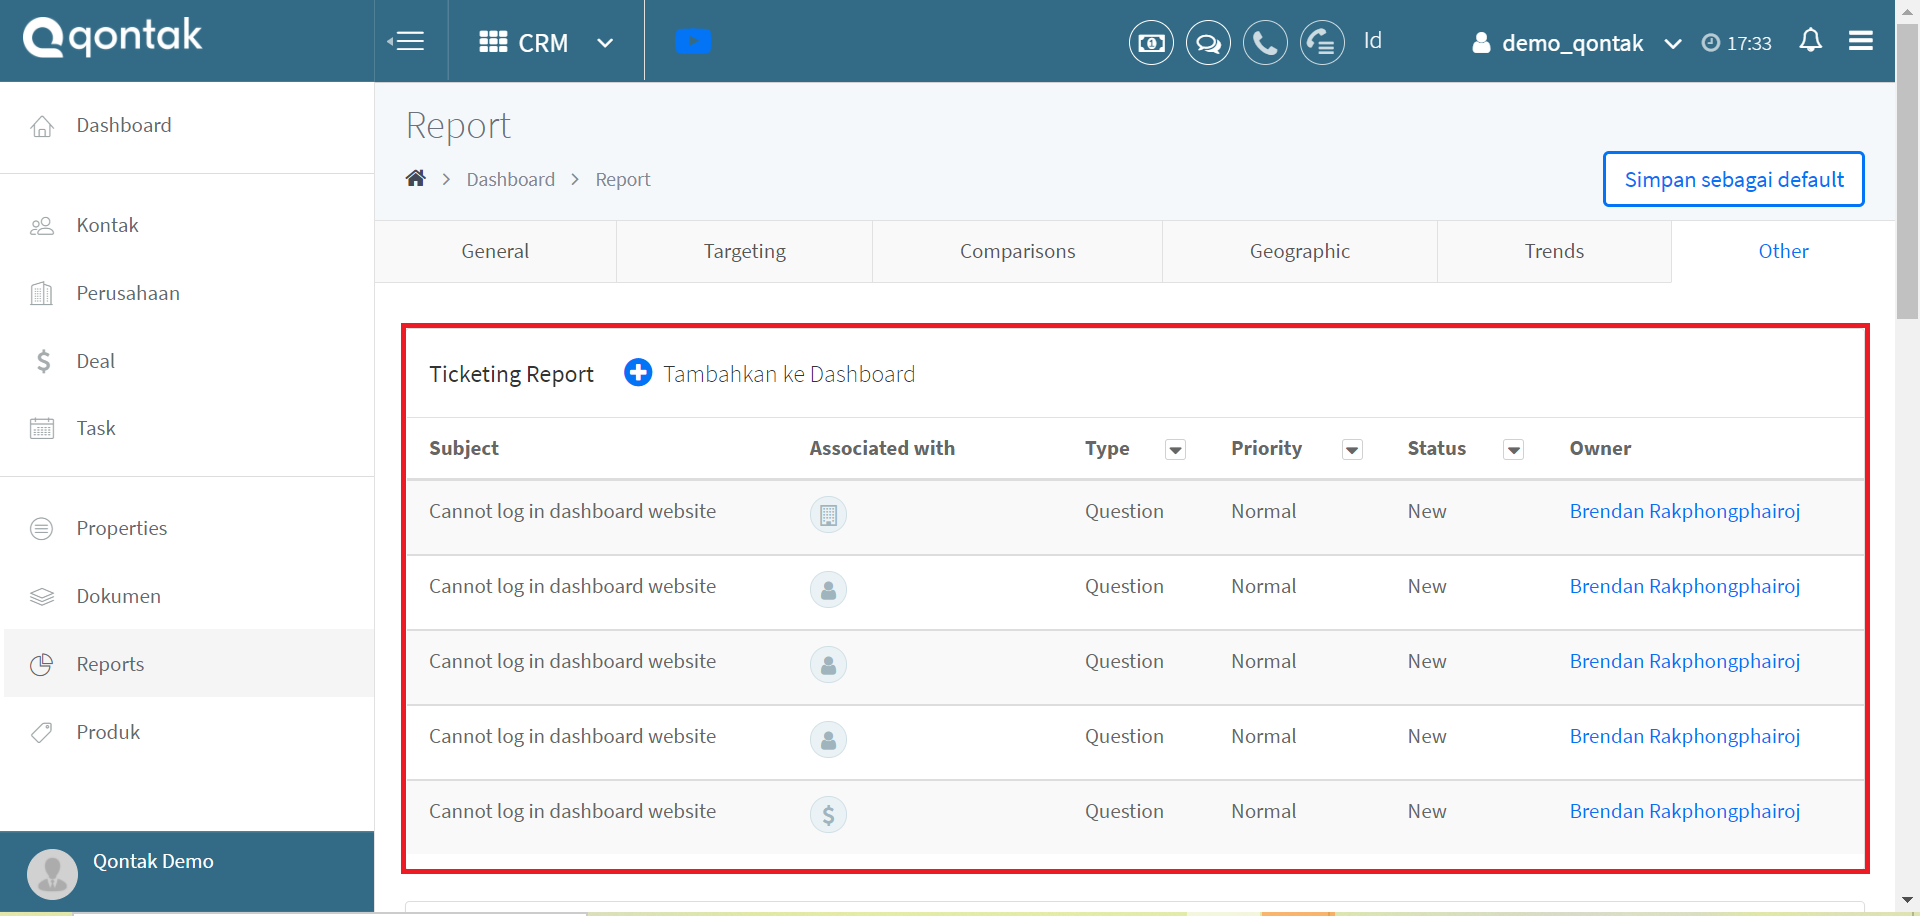 qontak
CRM
Id
demo_qontak
17:33
Dashboard
Kontak
Perusahaan
Deal
Task
Properties
Dokumen
Reports
Produk
Qontak Demo
Report
Dashboard > Report
Simpan sebagai default
General Targeting Comparisons Geographic Trends Other
Ticketing Report Tambahkan ke Dashboard
Subject Associated with Type Priority Status Owner
Cannot log in dashboard website Question Normal New Brendan Rakphongphairoj
Cannot log in dashboard website Question Normal New Brendan Rakphongphairoj
Cannot log in dashboard website Question Normal New Brendan Rakphongphairoj
Cannot log in dashboard website Question Normal New Brendan Rakphongphairoj
Cannot log in dashboard website $ Question Normal New Brendan Rakphongphairoj